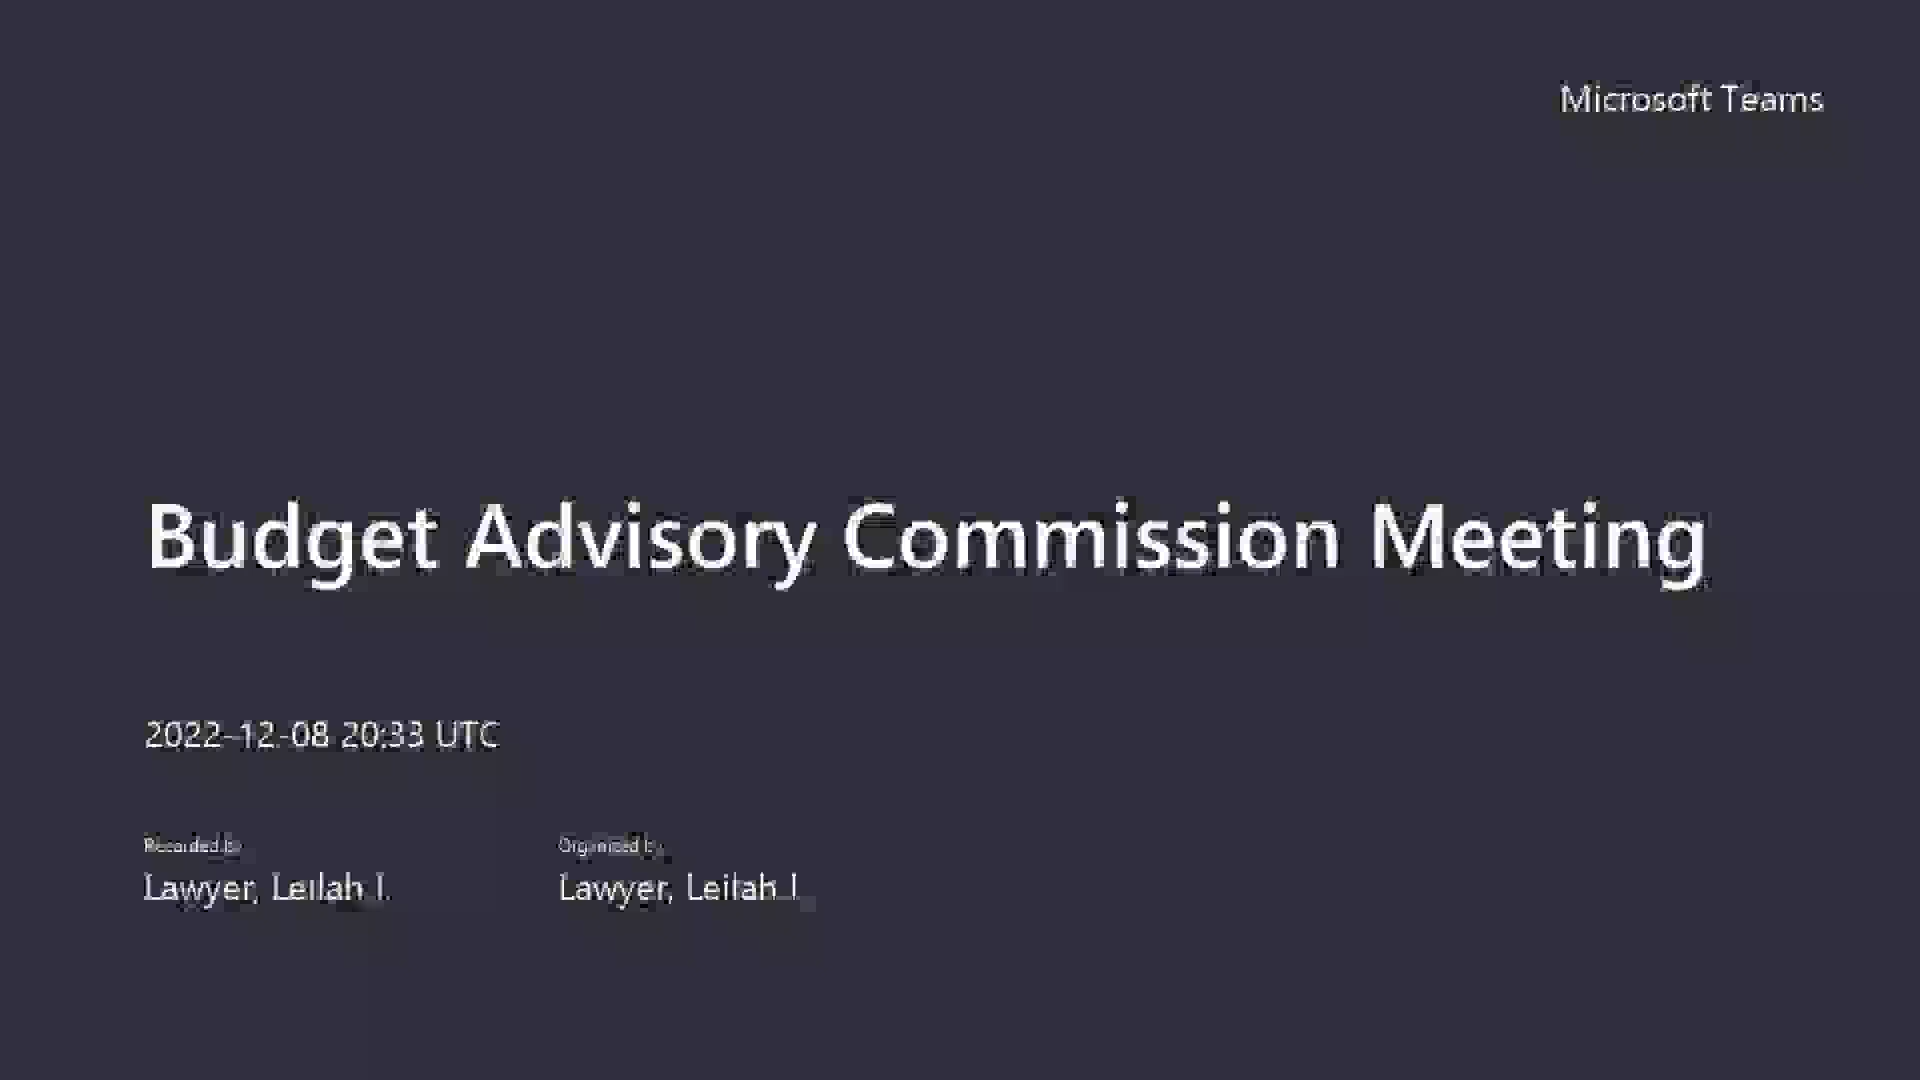 Microsoft Teams
Budget Advisory Commission Meeting
2022-12-08 20:33 UTC
Recorded by
Organized by
Lawyer, Leilah I.
Lawyer, Leilah I.